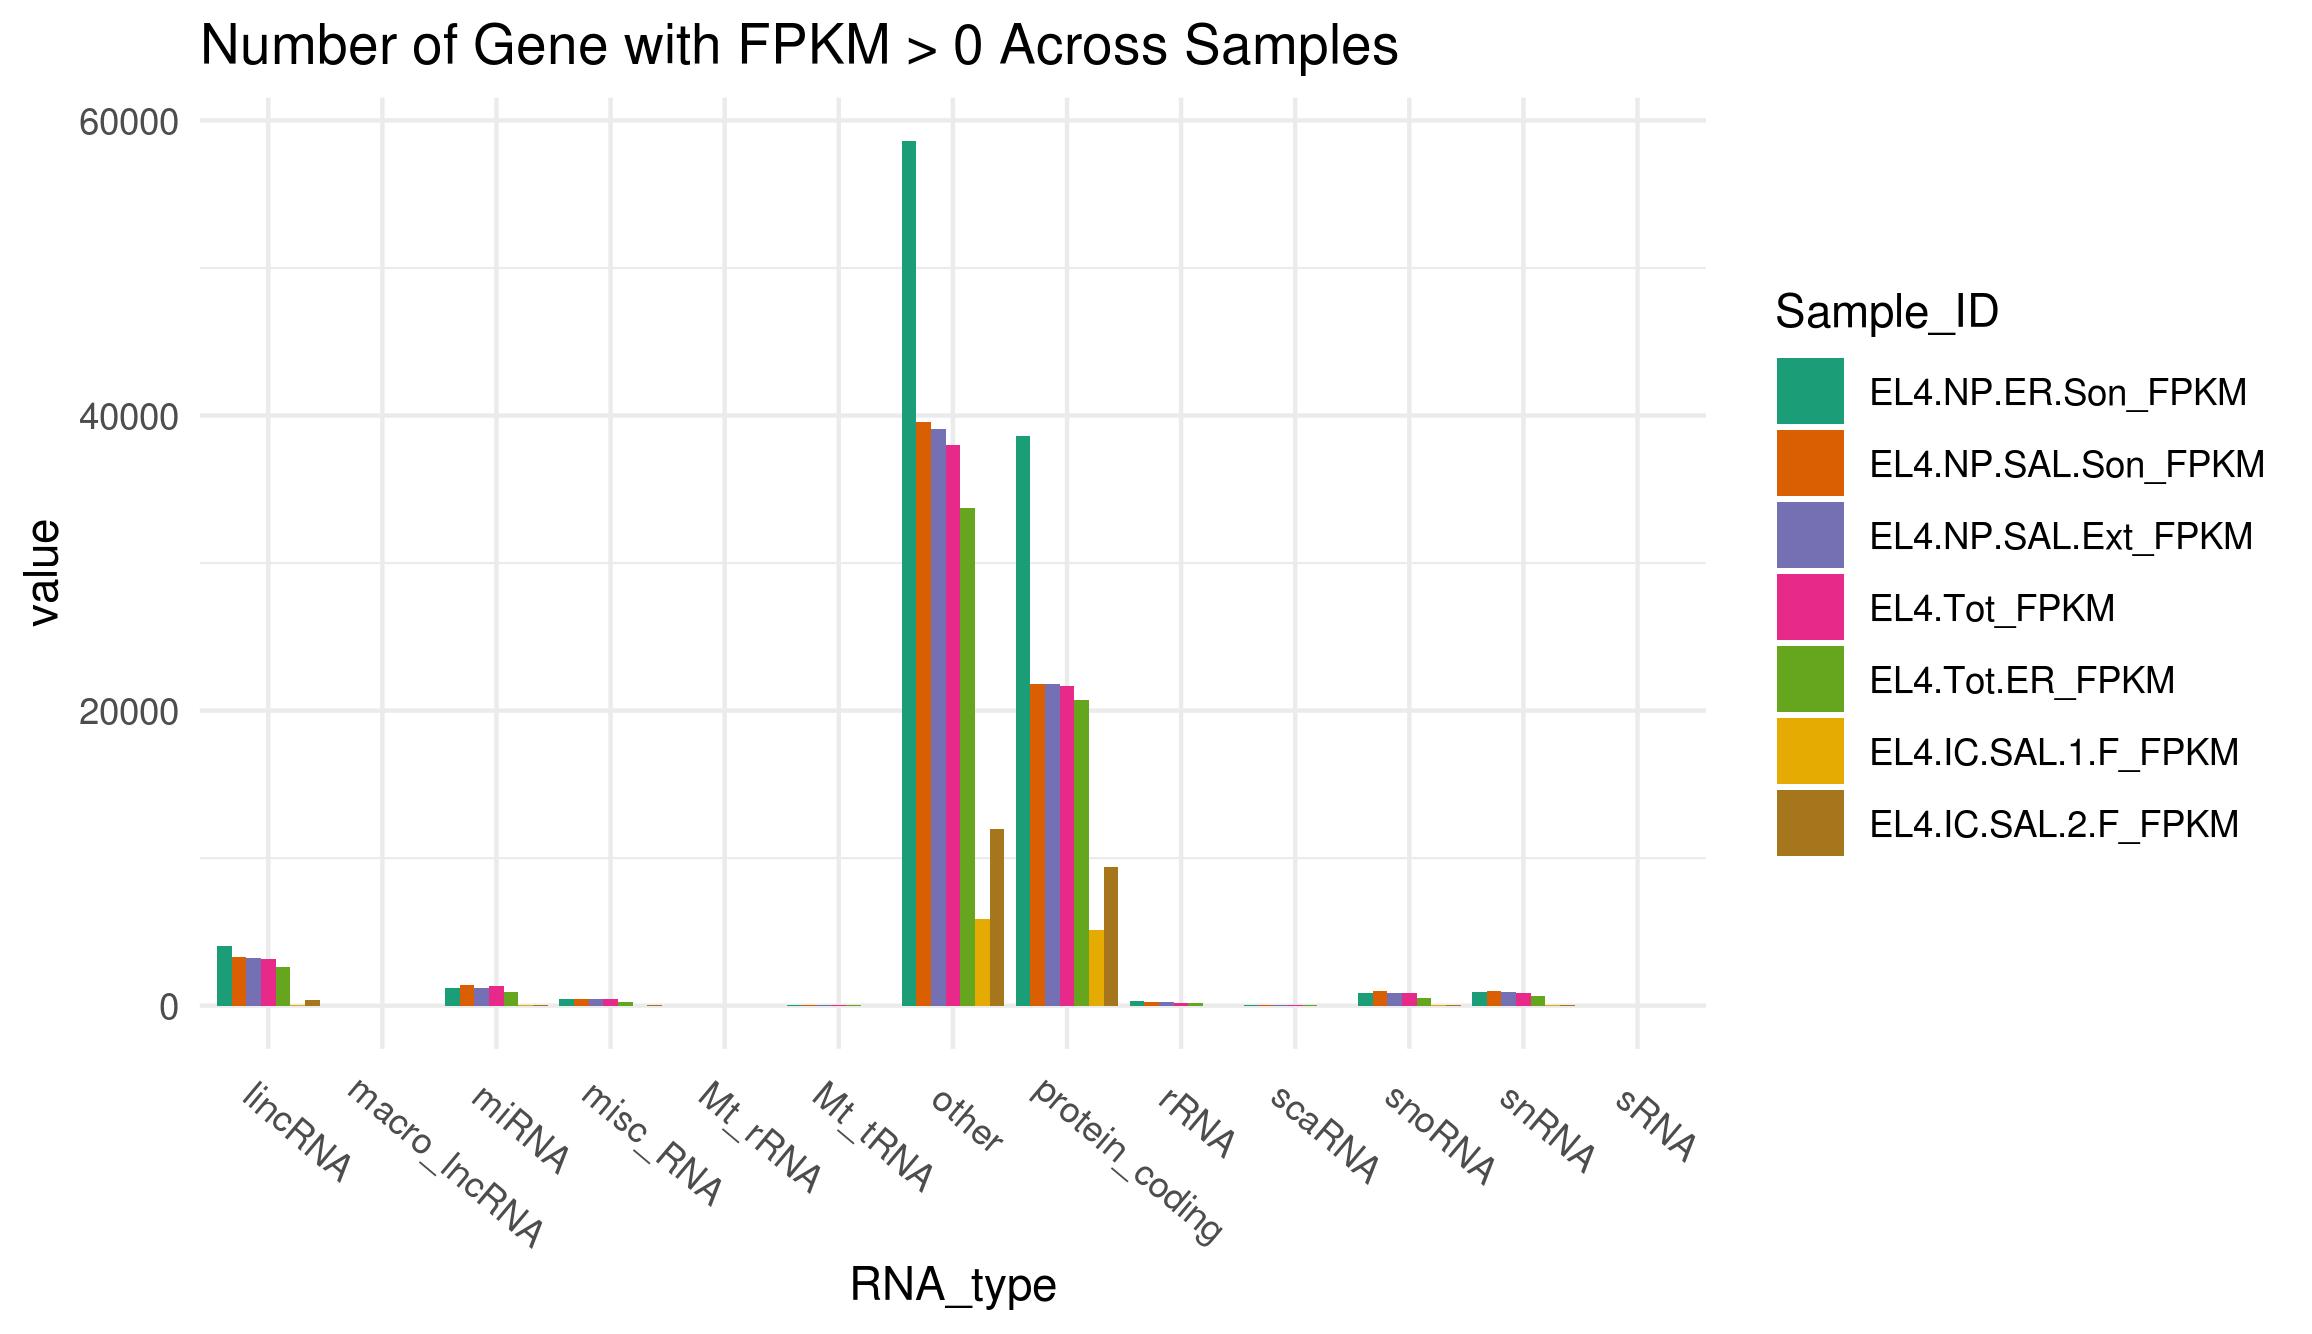 Number of Gene with FPKM > 0 Across Samples
60000
40000
20000
0
value
lincRNA
macro_lncRNA
miRNA
misc_RNA
Mt_rRNA
Mt_tRNA
other
protein_coding
rRNA
scaRNA
snoRNA
snRNA
sRNA
RNA_type
Sample_ID
EL4.NP.ER.Son_FPKM
EL4.NP.SAL.Son_FPKM
EL4.NP.SAL.Ext_FPKM
EL4.Tot_FPKM
EL4.Tot.ER_FPKM
EL4.IC.SAL.1.F_FPKM
EL4.IC.SAL.2.F_FPKM